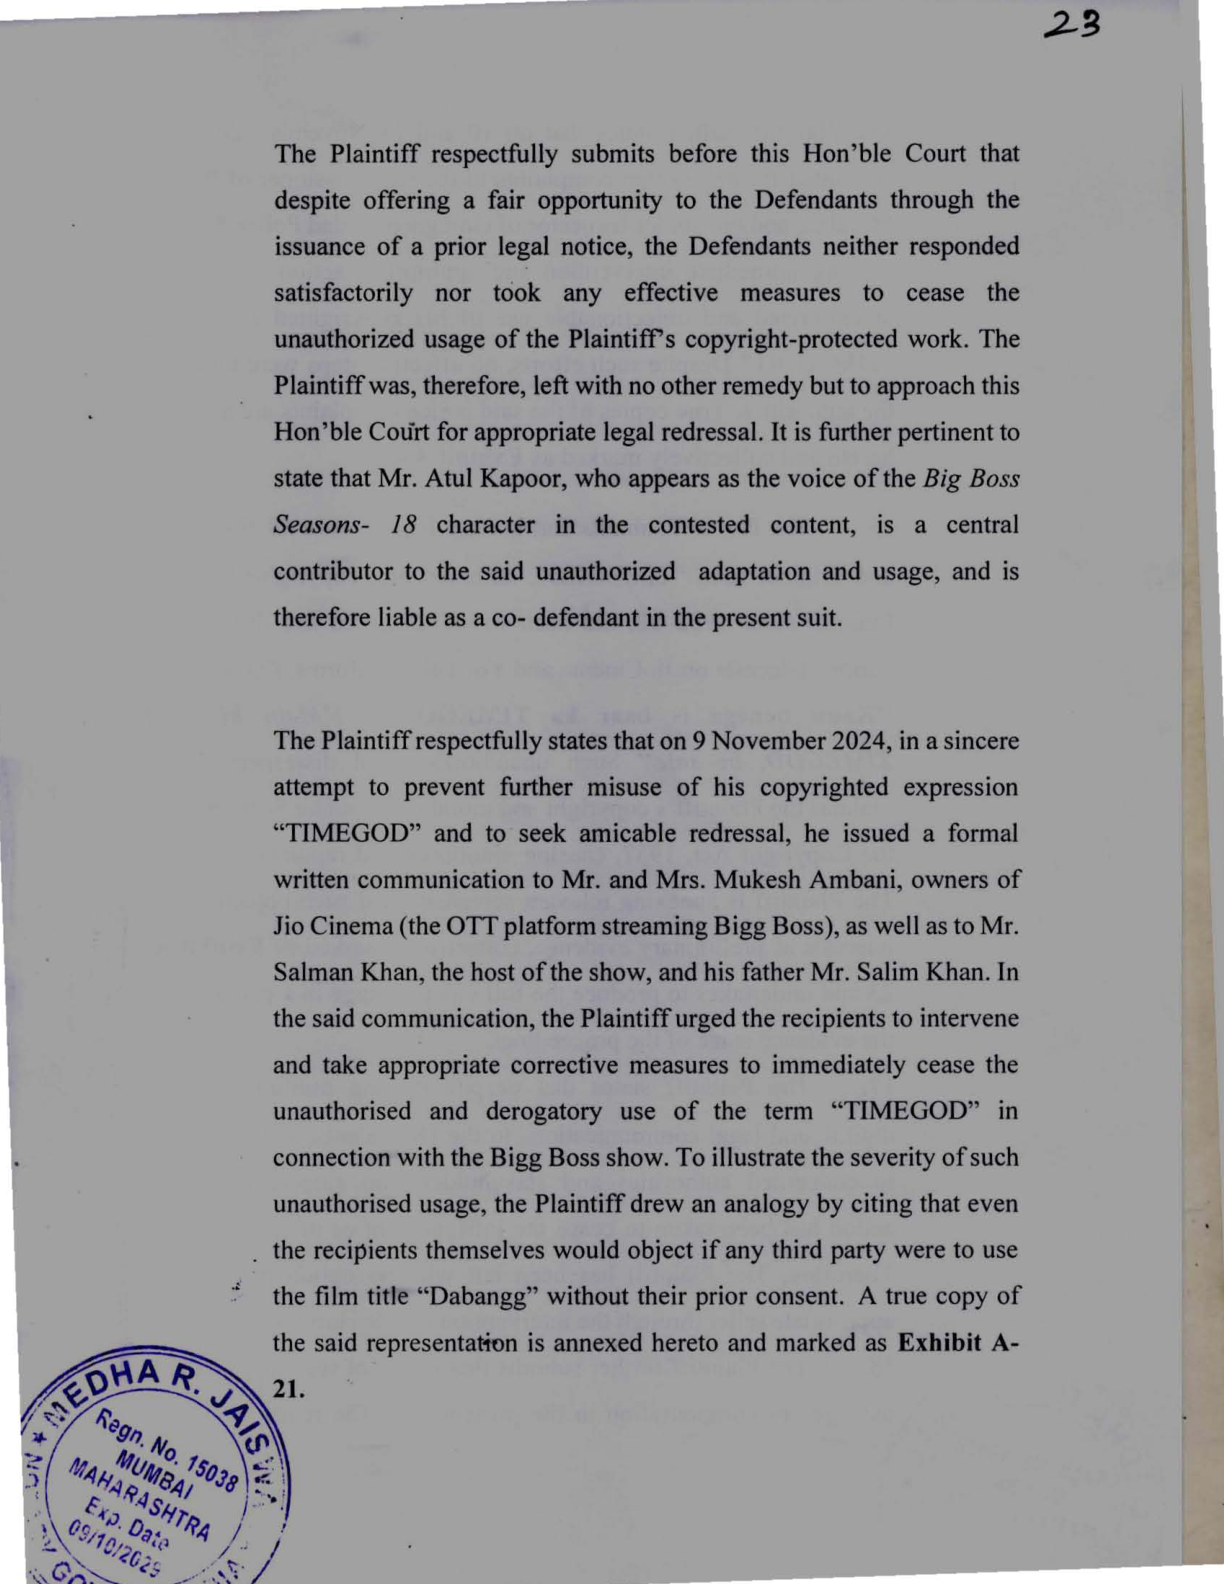 23
The Plaintiff respectfully submits before this Hon'ble Court that
despite offering a fair opportunity to the Defendants through the
issuance of a prior legal notice, the Defendants neither responded
satisfactorily nor took any effective measures to cease the
unauthorized usage of the Plaintiff's copyright-protected work. The
Plaintiff was, therefore, left with no other remedy but to approach this
Hon'ble Court for appropriate legal redressal. It is further pertinent to
state that Mr. Atul Kapoor, who appears as the voice of the Big Boss
Seasons- 18 character in the contested content, is a central
contributor to the said unauthorized adaptation and usage, and is
therefore liable as a co- defendant in the present suit.
The Plaintiff respectfully states that on 9 November 2024, in a sincere
attempt to prevent further misuse of his copyrighted expression
"TIMEGOD" and to seek amicable redressal, he issued a formal
written communication to Mr. and Mrs. Mukesh Ambani, owners of
Jio Cinema (the OTT platform streaming Bigg Boss), as well as to Mr.
Salman Khan, the host of the show, and his father Mr. Salim Khan. In
the said communication, the Plaintiff urged the recipients to intervene
and take appropriate corrective measures to immediately cease the
unauthorised and derogatory use of the term "TIMEGOD" in
connection with the Bigg Boss show. To illustrate the severity of such
unauthorised usage, the Plaintiff drew an analogy by citing that even
the recipients themselves would object if any third party were to use
the film title "Dabangg" without their prior consent. A true copy of
the said representation is annexed hereto and marked as Exhibit A-
21.
MEDHA R.
Regn. No. 15038
MUMBAI
MAHARASHTRA
Exp. Date
09/10/2029